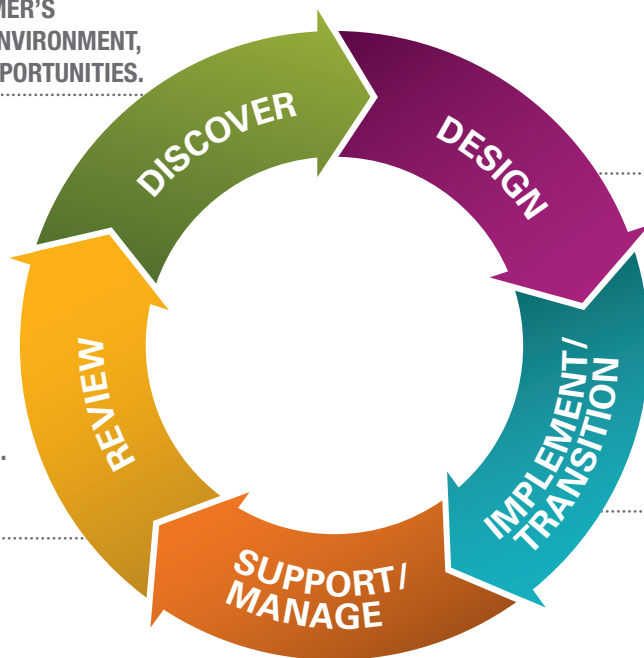 MER'S
NVIRONMENT,
PORTUNITIES.
DISCOVER
DESIGN
IMPLEMENT/
TRANSITION
SUPPORT/
MANAGE
REVIEW
.